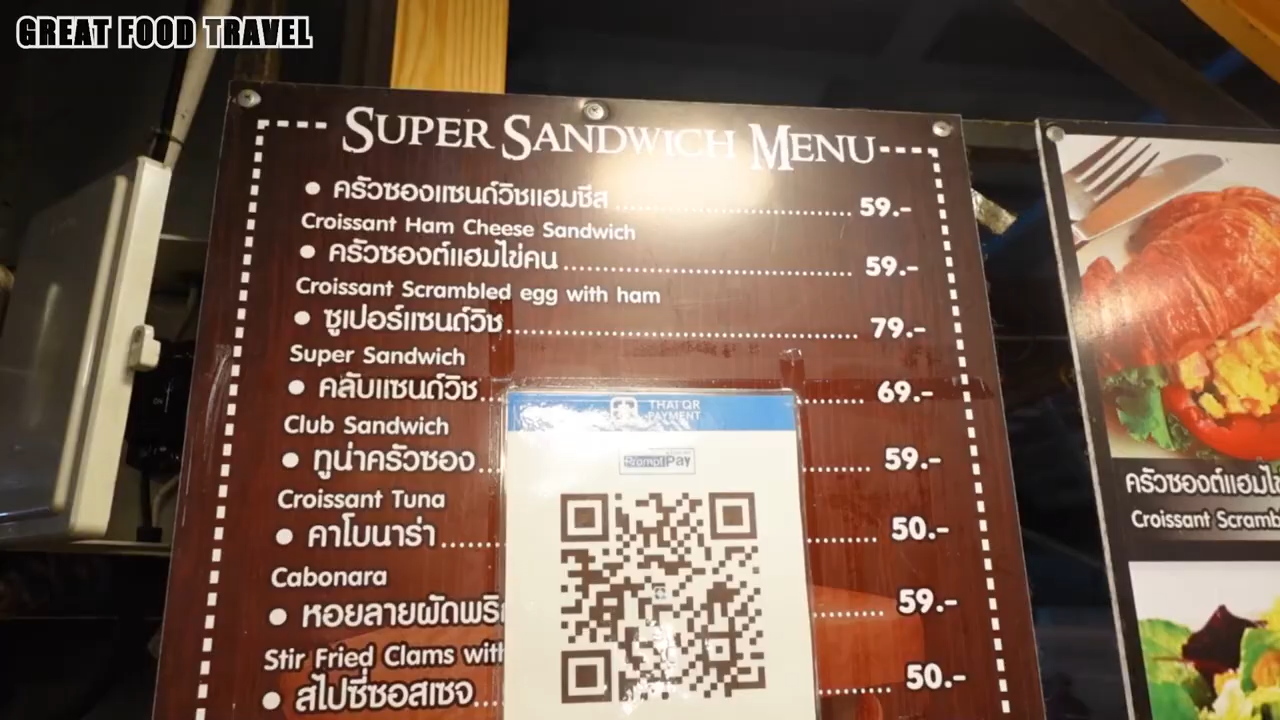 GREAT FOOD TRAVEL
SUPER SANDWICH MENU
• ครัวซองแซนด์วิชแฮมชีส 59.-
Croissant Ham Cheese Sandwich
• ครัวซองต์แฮมไข่คน 59.-
Croissant Scrambled egg with ham
• ซูเปอร์แซนด์วิช 79.-
Super Sandwich
• คลับแซนด์วิช 69.-
Club Sandwich
• ทูน่าครัวซอง 59.-
Croissant Tuna
• คาโบนาร่า 50.-
Cabonara
• หอยลายผัดพริ 59.-
Stir Fried Clams with
• สไปซี่ซอสเซจ 50.-
THAI QR
PAYMENT
PromptPay
ครัวซองต์แฮมไข่
Croissant Scramb